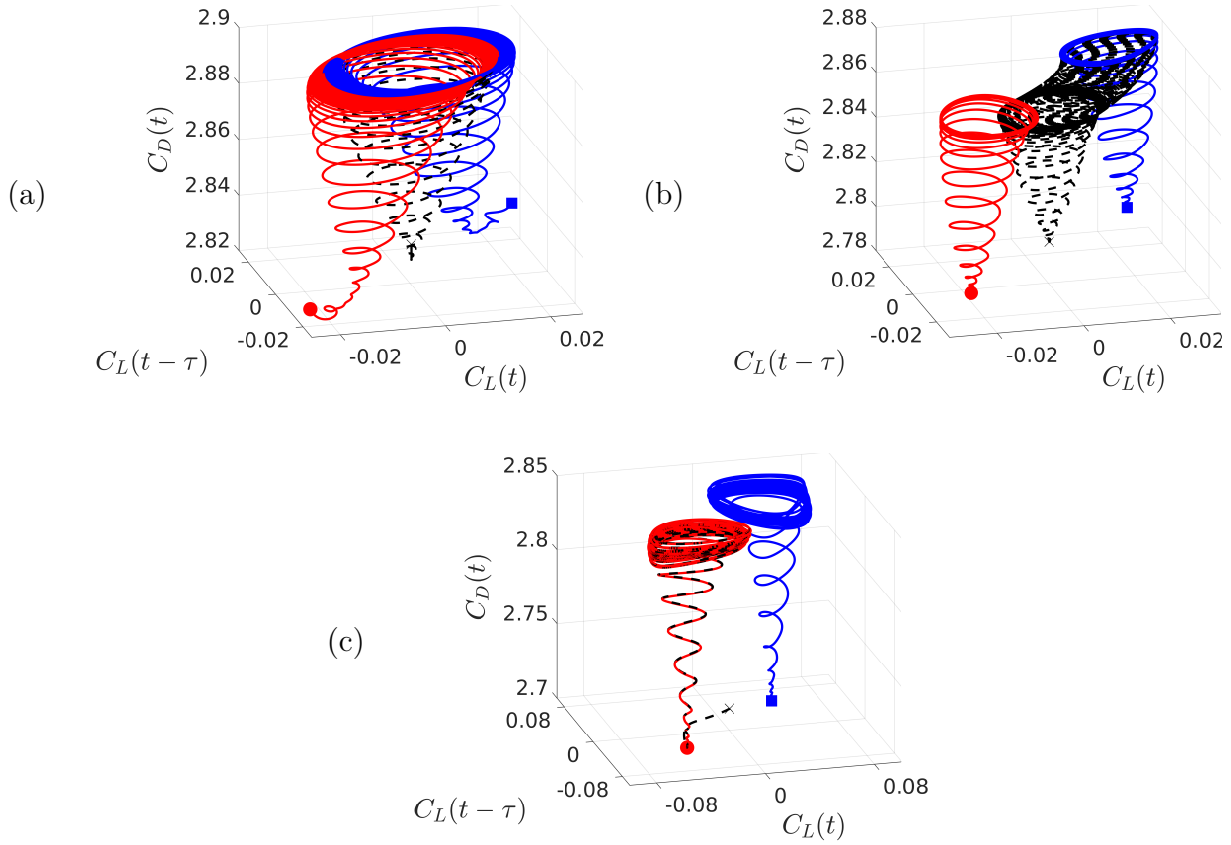 (a)
2.9
2.88
2.86
2.84
2.82
C_D(t)
0.02
0
-0.02
C_L(t − τ)
-0.02
0
0.02
C_L(t)
(b)
2.88
2.86
2.84
2.82
2.8
2.78
C_D(t)
0.02
0
-0.02
C_L(t − τ)
-0.02
0
0.02
C_L(t)
(c)
2.85
2.8
2.75
2.7
C_D(t)
0.08
0
-0.08
C_L(t − τ)
-0.08
0
0.08
C_L(t)